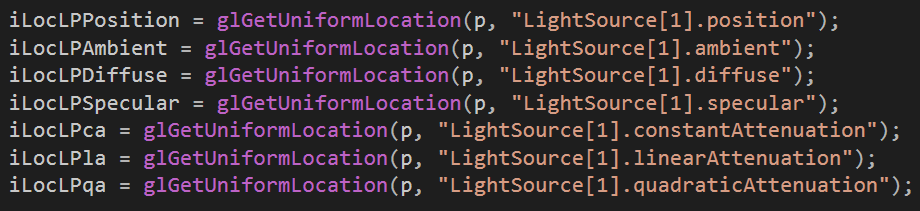 iLocLPPosition = glGetUniformLocation(p, "LightSource[1].position");
iLocLPAmbient = glGetUniformLocation(p, "LightSource[1].ambient");
iLocLPDiffuse = glGetUniformLocation(p, "LightSource[1].diffuse");
iLocLPSpecular = glGetUniformLocation(p, "LightSource[1].specular");
iLocLPca = glGetUniformLocation(p, "LightSource[1].constantAttenuation");
iLocLPla = glGetUniformLocation(p, "LightSource[1].linearAttenuation");
iLocLPqa = glGetUniformLocation(p, "LightSource[1].quadraticAttenuation");